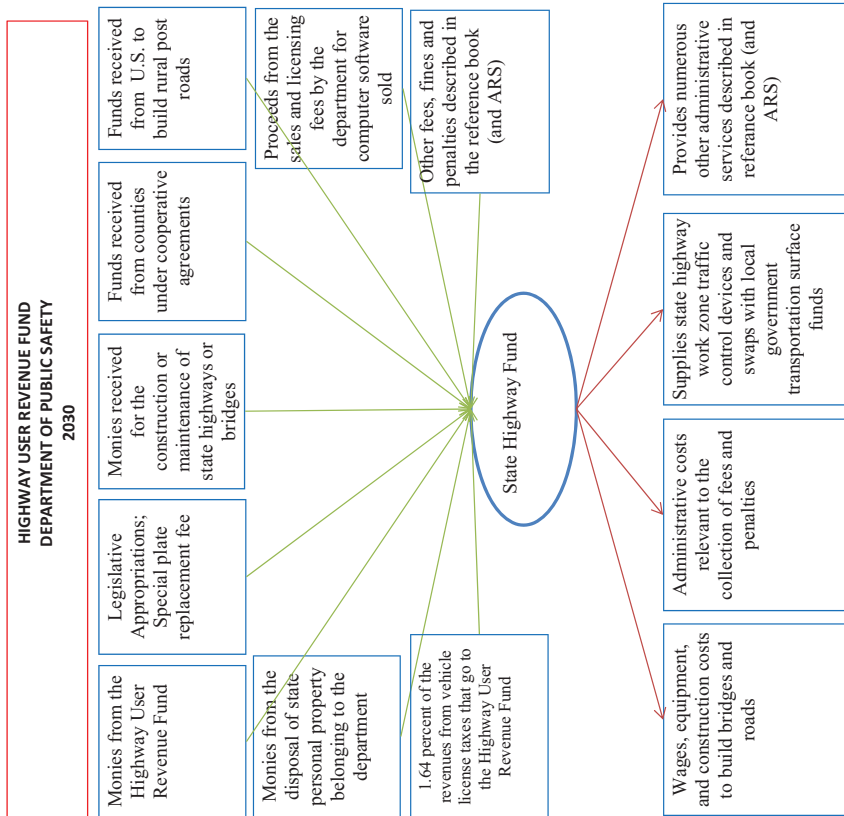 HIGHWAY USER REVENUE FUND
DEPARTMENT OF PUBLIC SAFETY
2030
Monies from the
Highway User
Revenue Fund
Legislative
Appropriations;
Special plate
replacement fee
Monies received
for the
construction or
maintenance of
state highways or
bridges
Funds received
from counties
under cooperative
agreements
Funds received
from U.S. to
build rural post
roads
Monies from the
disposal of state
personal property
belonging to the
department
Proceeds from the
sales and licensing
fees by the
department for
computer software
sold
1.64 percent of the
revenues from vehicle
license taxes that go to
the Highway User
Revenue Fund
Other fees, fines and
penalties described in
the reference book
(and ARS)
State Highway Fund
Wages, equipment,
and construction costs
to build bridges and
roads
Administrative costs
relevant to the
collection of fees and
penalties
Supplies state highway
work zone traffic
control devices and
swaps with local
government
transportation surface
funds
Provides numerous
other administrative
services described in
referance book (and
ARS)